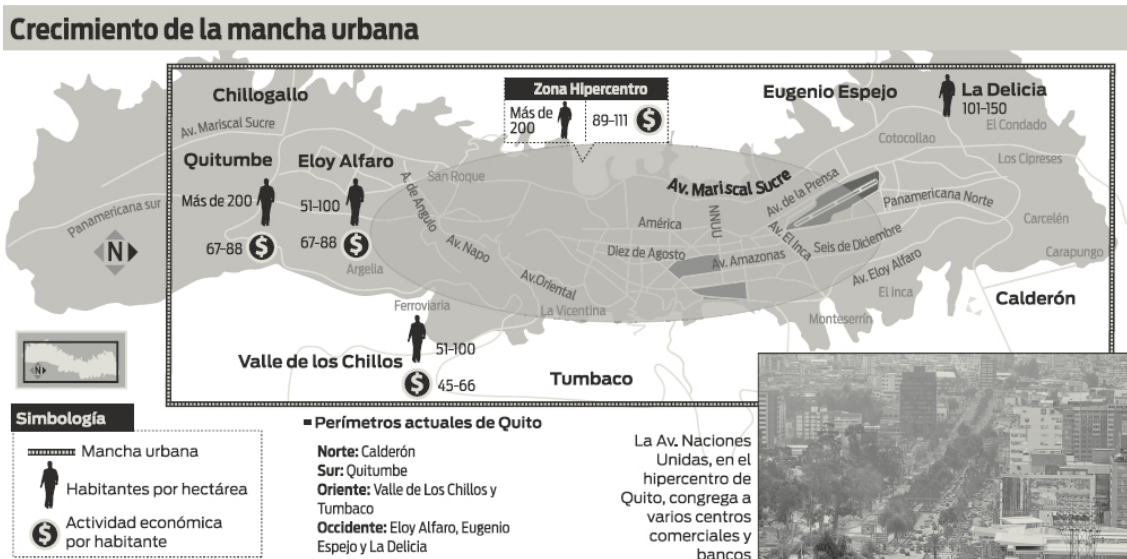 Crecimiento de la mancha urbana
Zona Hipercentro
Más de
200
89-111
$
Chillogallo
Av. Mariscal Sucre
Quitumbe
Más de 200
67-88
$
Panamericana sur
N
Eloy Alfaro
51-100
67-88
$
San Roque
A. de Angulo
Av. Napo
Argelia
Av.Oriental
Ferroviaria
La Vicentina
Valle de los Chillos
51-100
$
45-66
Tumbaco
Eugenio Espejo
La Delicia
101-150
El Condado
Cotocollao
Los Cipreses
Av. Mariscal Sucre
Av. de la Prensa
Panamericana Norte
América
NNUU
Av. El Inca
Seis de Diciembre
Diez de Agosto
Av. Amazonas
Av. Eloy Alfaro
El Inca
Monteserrín
Carcelén
Carapungo
Calderón
N
Simbología
Mancha urbana
Habitantes por hectárea
$
Actividad económica
por habitante
Perímetros actuales de Quito
Norte: Calderón
Sur: Quitumbe
Oriente: Valle de Los Chillos y
Tumbaco
Occidente: Eloy Alfaro, Eugenio
Espejo y La Delicia
La Av. Naciones
Unidas, en el
hipercentro de
Quito, congrega a
varios centros
comerciales y
bancos